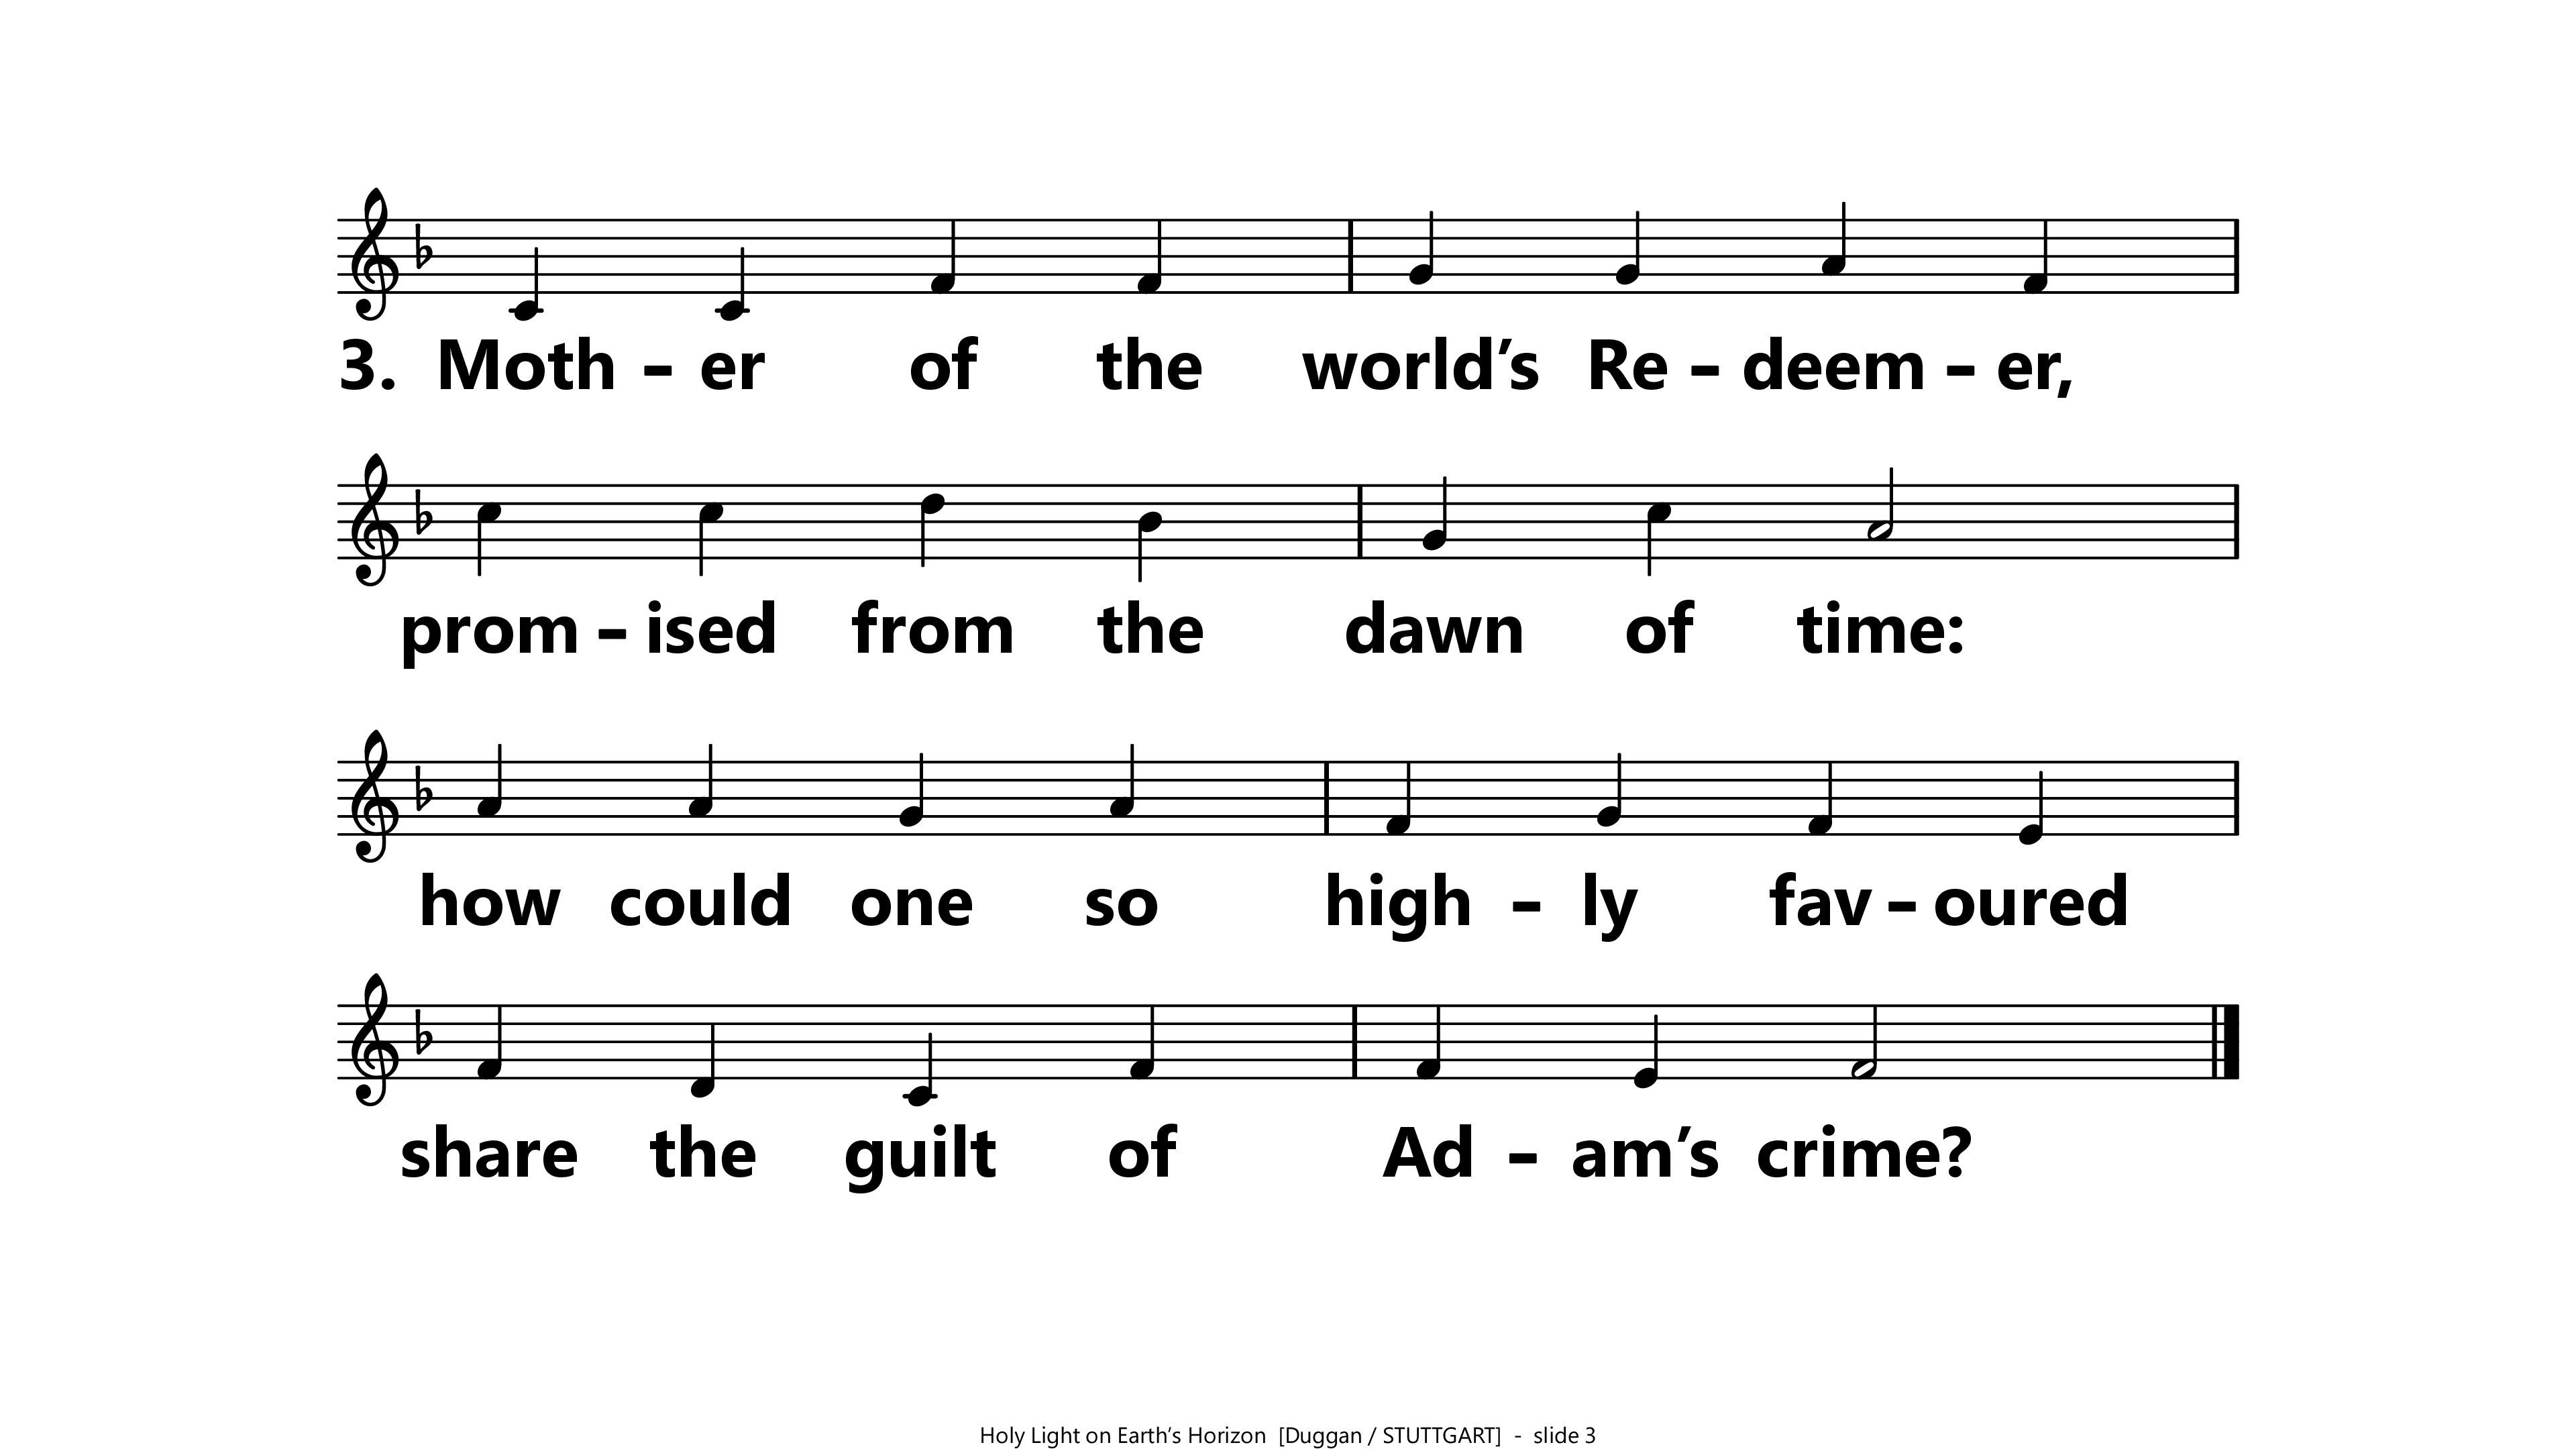 3. Moth – er of the world’s Re – deem – er,
prom – ised from the dawn of time:
how could one so high – ly fav – oured
share the guilt of Ad – am’s crime?
Holy Light on Earth’s Horizon [Duggan / STUTTGART] - slide 3